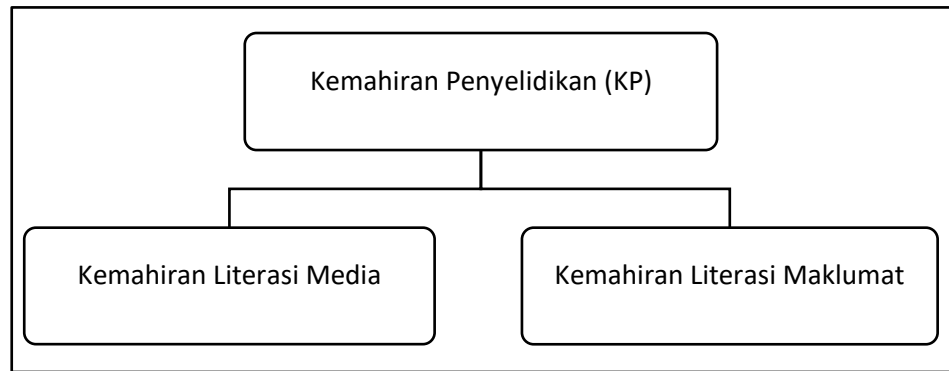 Kemahiran Penyelidikan (KP)
Kemahiran Literasi Media
Kemahiran Literasi Maklumat